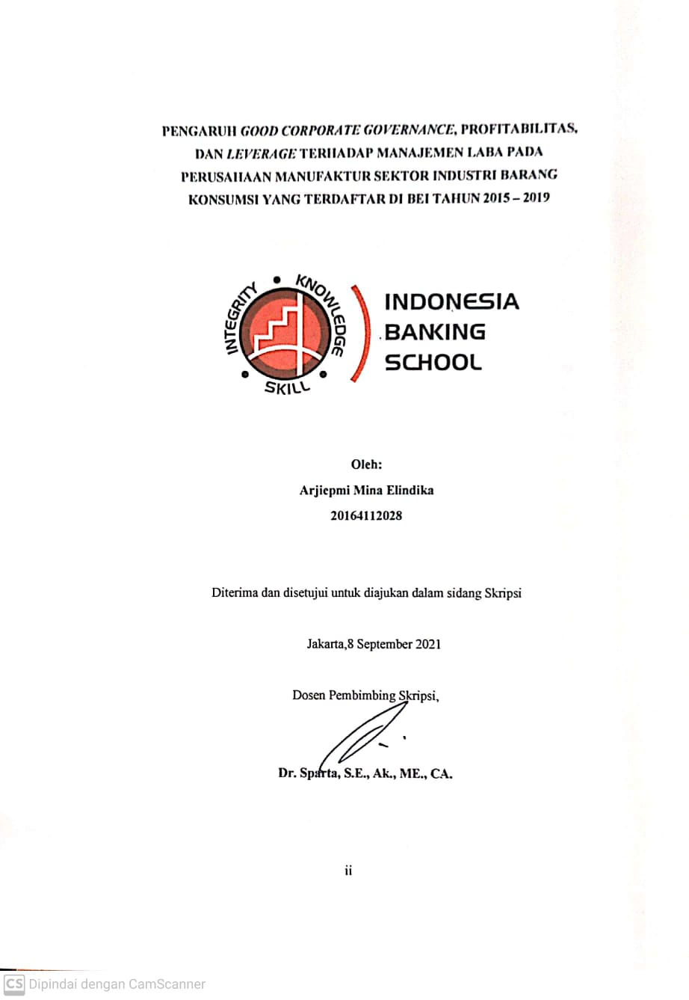 PENGARUH GOOD CORPORATE GOVERNANCE, PROFITABILITAS,
DAN LEVERAGE TERHADAP MANAJEMEN LABA PADA
PERUSAHAAN MANUFAKTUR SEKTOR INDUSTRI BARANG
KONSUMSI YANG TERDAFTAR DI BEI TAHUN 2015 – 2019
INTEGRITY • KNOWLEDGE • SKILL •
INDONESIA
BANKING
SCHOOL
Oleh:
Arjiepmi Mina Elindika
20164112028
Diterima dan disetujui untuk diajukan dalam sidang Skripsi
Jakarta,8 September 2021
Dosen Pembimbing Skripsi,
Dr. Sparta, S.E., Ak., ME., CA.
ii
CS Dipindai dengan CamScanner